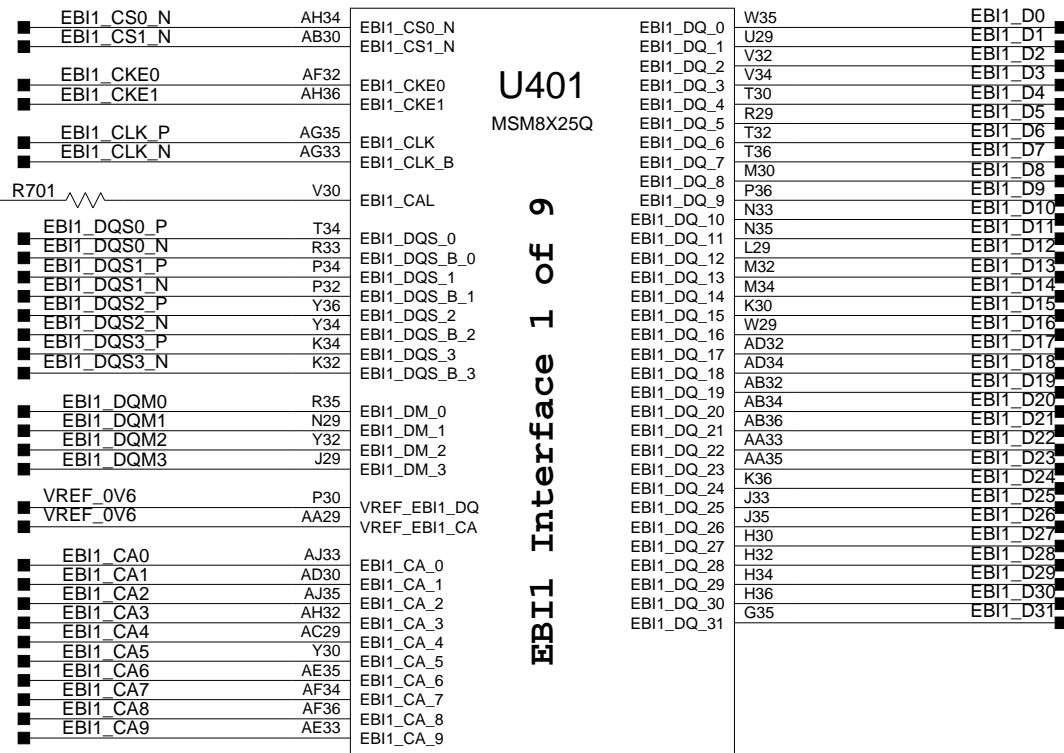 EBI1_CS0_N AH34 EBI1_CS0_N
EBI1_CS1_N AB30 EBI1_CS1_N
EBI1_CKE0 AF32 EBI1_CKE0
EBI1_CKE1 AH36 EBI1_CKE1
EBI1_CLK_P AG35 EBI1_CLK
EBI1_CLK_N AG33 EBI1_CLK_B
R701 V30 EBI1_CAL
EBI1_DQS0_P T34 EBI1_DQS_0
EBI1_DQS0_N R33 EBI1_DQS_B_0
EBI1_DQS1_P P34 EBI1_DQS_1
EBI1_DQS1_N P32 EBI1_DQS_B_1
EBI1_DQS2_P Y36 EBI1_DQS_2
EBI1_DQS2_N Y34 EBI1_DQS_B_2
EBI1_DQS3_P K34 EBI1_DQS_3
EBI1_DQS3_N K32 EBI1_DQS_B_3
EBI1_DQM0 R35 EBI1_DM_0
EBI1_DQM1 N29 EBI1_DM_1
EBI1_DQM2 Y32 EBI1_DM_2
EBI1_DQM3 J29 EBI1_DM_3
VREF_0V6 P30 VREF_EBI1_DQ
VREF_0V6 AA29 VREF_EBI1_CA
EBI1_CA0 AJ33 EBI1_CA_0
EBI1_CA1 AD30 EBI1_CA_1
EBI1_CA2 AJ35 EBI1_CA_2
EBI1_CA3 AH32 EBI1_CA_3
EBI1_CA4 AC29 EBI1_CA_4
EBI1_CA5 Y30 EBI1_CA_5
EBI1_CA6 AE35 EBI1_CA_6
EBI1_CA7 AF34 EBI1_CA_7
EBI1_CA8 AF36 EBI1_CA_8
EBI1_CA9 AE33 EBI1_CA_9
U401
MSM8X25Q
EBI1 Interface 1 of 9
EBI1_DQ_0 W35 EBI1_D0
EBI1_DQ_1 U29 EBI1_D1
EBI1_DQ_2 V32 EBI1_D2
EBI1_DQ_3 V34 EBI1_D3
EBI1_DQ_4 T30 EBI1_D4
EBI1_DQ_5 R29 EBI1_D5
EBI1_DQ_6 T32 EBI1_D6
EBI1_DQ_7 T36 EBI1_D7
EBI1_DQ_8 M30 EBI1_D8
EBI1_DQ_9 P36 EBI1_D9
EBI1_DQ_10 N33 EBI1_D10
EBI1_DQ_11 N35 EBI1_D11
EBI1_DQ_12 L29 EBI1_D12
EBI1_DQ_13 M32 EBI1_D13
EBI1_DQ_14 M34 EBI1_D14
EBI1_DQ_15 K30 EBI1_D15
EBI1_DQ_16 W29 EBI1_D16
EBI1_DQ_17 AD32 EBI1_D17
EBI1_DQ_18 AD34 EBI1_D18
EBI1_DQ_19 AB32 EBI1_D19
EBI1_DQ_20 AB34 EBI1_D20
EBI1_DQ_21 AB36 EBI1_D21
EBI1_DQ_22 AA33 EBI1_D22
EBI1_DQ_23 AA35 EBI1_D23
EBI1_DQ_24 K36 EBI1_D24
EBI1_DQ_25 J33 EBI1_D25
EBI1_DQ_26 J35 EBI1_D26
EBI1_DQ_27 H30 EBI1_D27
EBI1_DQ_28 H32 EBI1_D28
EBI1_DQ_29 H34 EBI1_D29
EBI1_DQ_30 H36 EBI1_D30
EBI1_DQ_31 G35 EBI1_D31